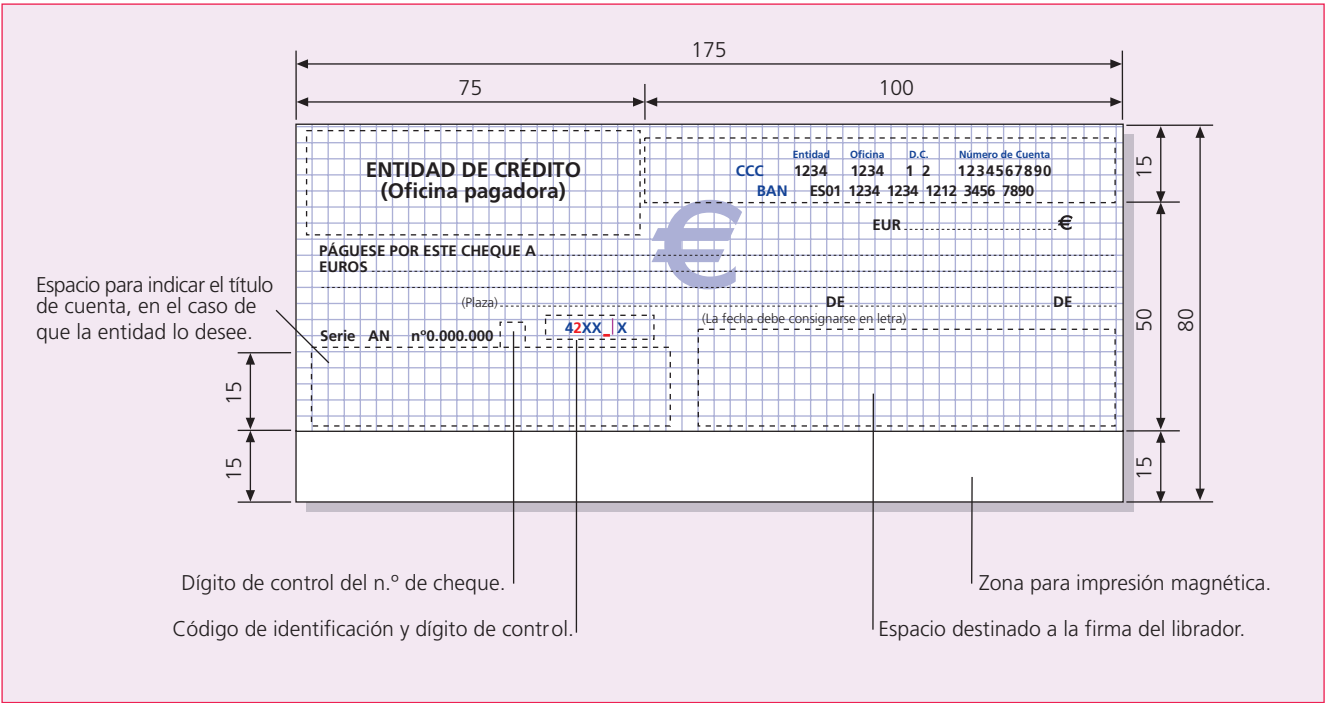 175
75 100
ENTIDAD DE CRÉDITO
(Oficina pagadora)
Entidad Oficina D.C. Número de Cuenta
CCC 1234 1234 1 2 1234567890
BAN ES01 1234 1234 1212 3456 7890
15
€
EUR €
PÁGUESE POR ESTE CHEQUE A
EUROS
(Plaza) DE DE
(La fecha debe consignarse en letra)
Espacio para indicar el título
de cuenta, en el caso de
que la entidad lo desee.
Serie AN nº0.000.000
42XX_ X
50
80
15
15
15
Dígito de control del n.º de cheque.
Zona para impresión magnética.
Código de identificación y dígito de control.
Espacio destinado a la firma del librador.